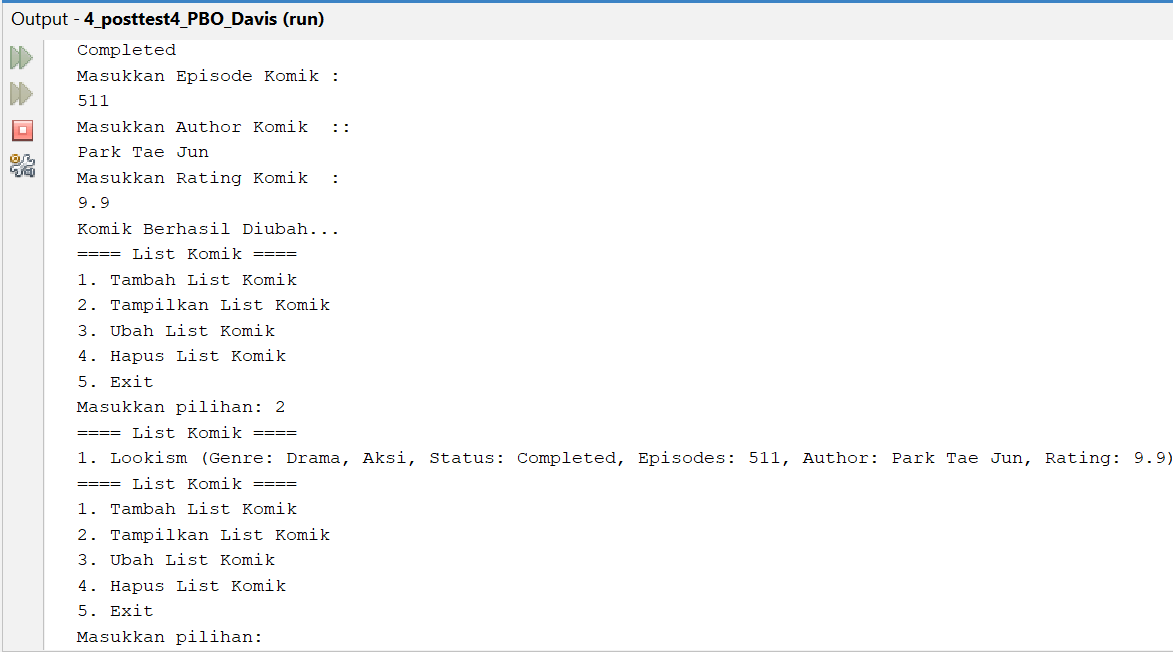 Output - 4_posttest4_PBO_Davis (run)
Completed
Masukkan Episode Komik :
511
Masukkan Author Komik  ::
Park Tae Jun
Masukkan Rating Komik  :
9.9
Komik Berhasil Diubah...
==== List Komik ====
1. Tambah List Komik
2. Tampilkan List Komik
3. Ubah List Komik
4. Hapus List Komik
5. Exit
Masukkan pilihan: 2
==== List Komik ====
1. Lookism (Genre: Drama, Aksi, Status: Completed, Episodes: 511, Author: Park Tae Jun, Rating: 9.9)
==== List Komik ====
1. Tambah List Komik
2. Tampilkan List Komik
3. Ubah List Komik
4. Hapus List Komik
5. Exit
Masukkan pilihan: